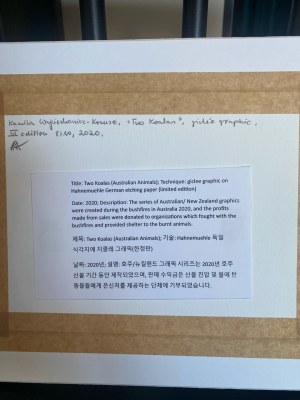 Kamilla Wojciechowicz-Krauze, "Two Koalas", giclée graphic,
III edition 8/40, 2020.
Title: Two Koalas (Australian Animals); Technique: giclee graphic on
Hahnemuehle German etching paper (limited edition)
Date: 2020; Description: The series of Australian/ New Zealand graphics
were created during the bushfires in Australia 2020, and the profits
made from sales were donated to organizations which fought with the
bushfires and provided shelter to the burnt animals.
제목: Two Koalas (Australian Animals); 기술: Hahnemuehle 독일
식각지에 지클레 그래픽(한정판)
날짜: 2020년; 설명: 호주/뉴질랜드 그래픽 시리즈는 2020년 호주
산불 기간 동안 제작되었으며, 판매 수익금은 산불 진압 및 불에 탄
동물들에게 은신처를 제공하는 단체에 기부되었습니다.